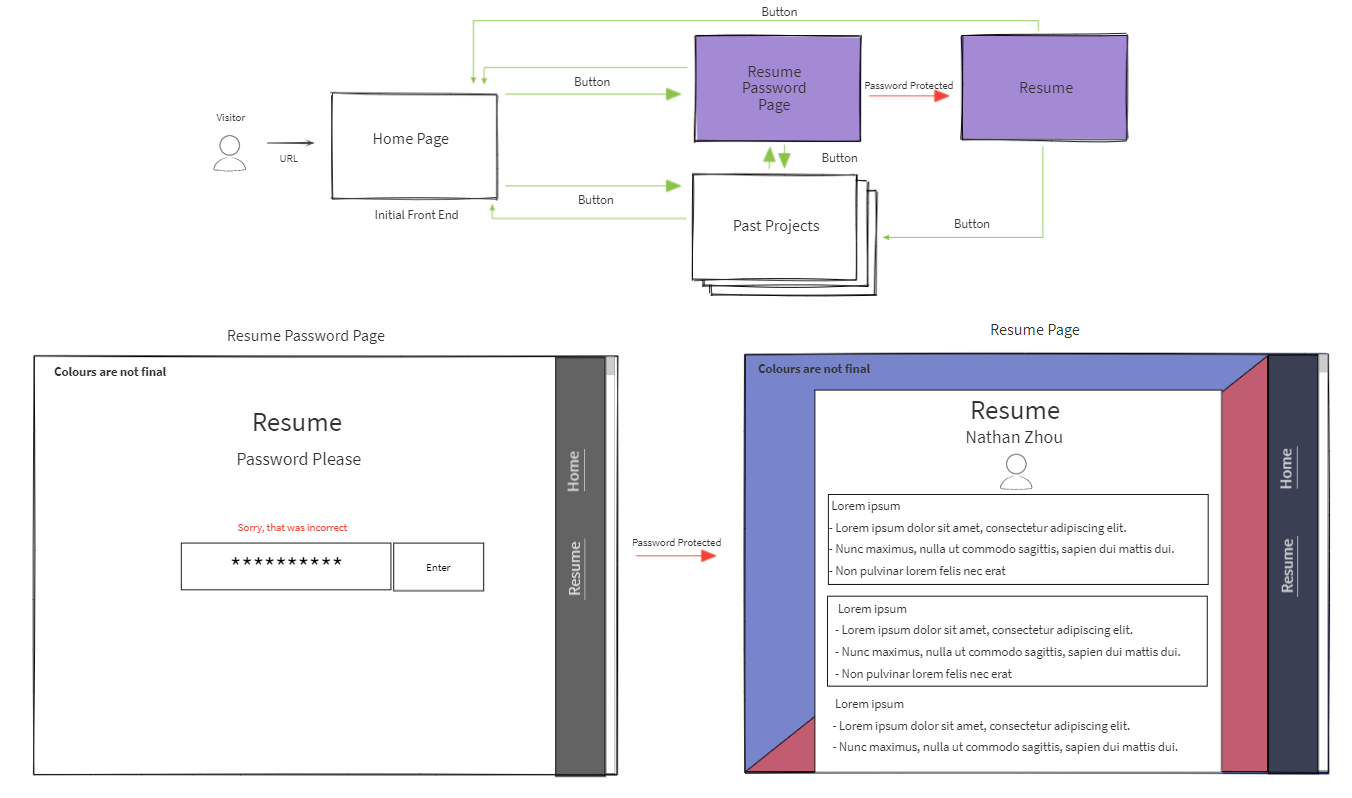 Button
Resume
Password
Page
Button
Password Protected
Resume
Visitor
URL
Home Page
Initial Front End
Button
Button
Past Projects
Button
Resume Password Page
Colours are not final
Resume
Password Please
Sorry, that was incorrect
**********
Enter
Home
Resume
Password Protected
Resume Page
Colours are not final
Resume
Nathan Zhou
Lorem ipsum
- Lorem ipsum dolor sit amet, consectetur adipiscing elit.
- Nunc maximus, nulla ut commodo sagittis, sapien dui mattis dui.
- Non pulvinar lorem felis nec erat
Lorem ipsum
- Lorem ipsum dolor sit amet, consectetur adipiscing elit.
- Nunc maximus, nulla ut commodo sagittis, sapien dui mattis dui.
- Non pulvinar lorem felis nec erat
Lorem ipsum
- Lorem ipsum dolor sit amet, consectetur adipiscing elit.
- Nunc maximus, nulla ut commodo sagittis, sapien dui mattis dui.
Home
Resume